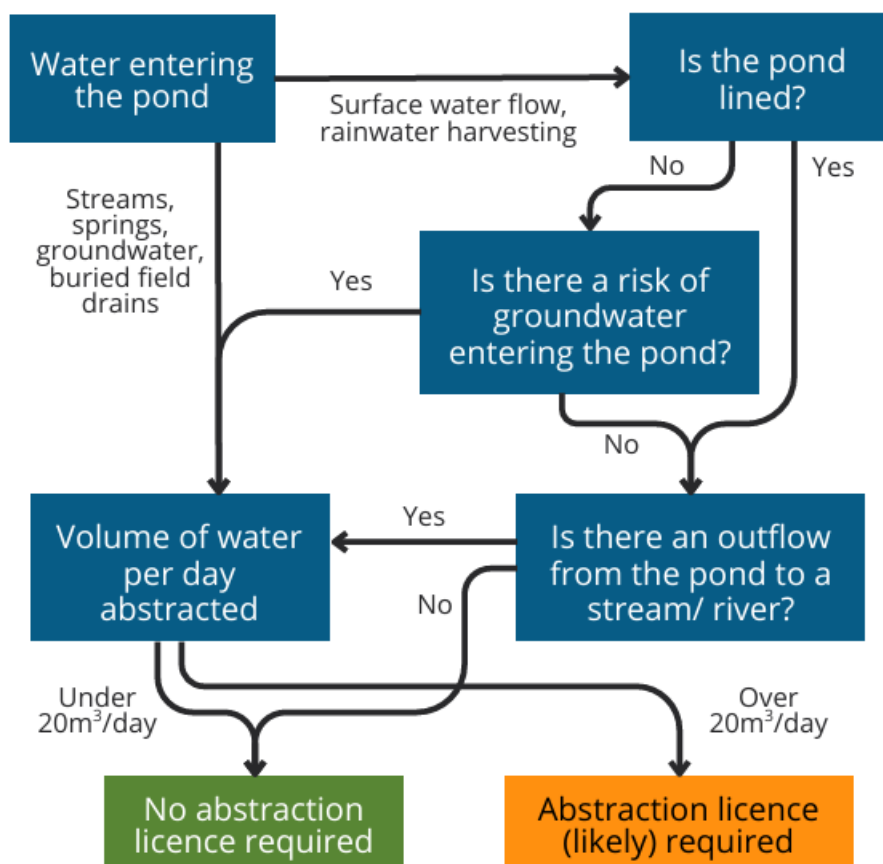 Water entering
the pond
Surface water flow,
rainwater harvesting
Is the pond
lined?
No
Yes
Streams,
springs,
groundwater,
buried field
drains
Yes
Is there a risk of
groundwater
entering the pond?
No
Volume of water
per day
abstracted
Yes
No
Is there an outflow
from the pond to a
stream/ river?
Under
20m³/day
Over
20m³/day
No abstraction
licence required
Abstraction licence
(likely) required